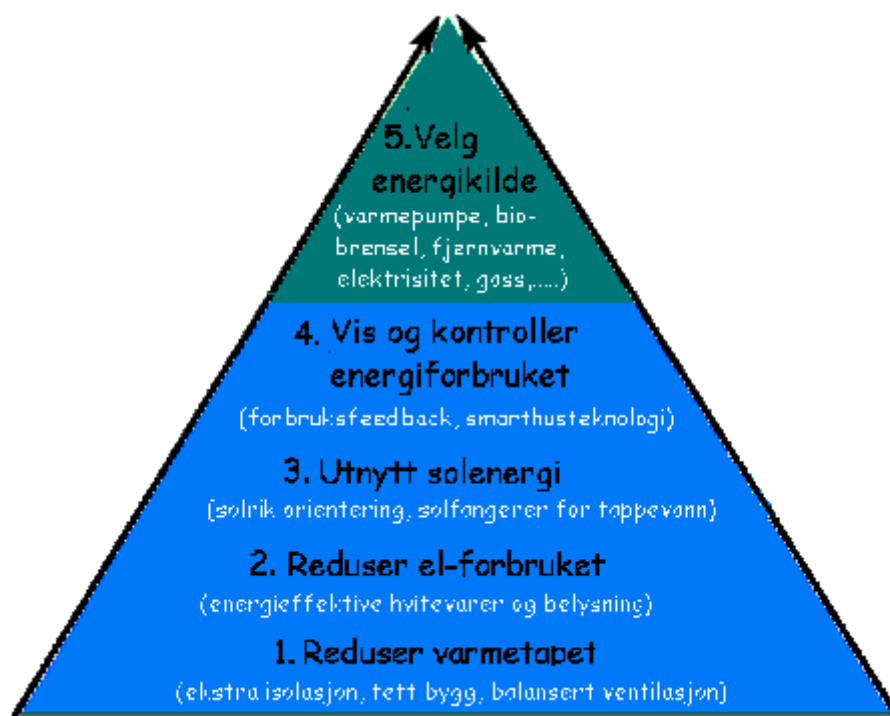 5.Velg
energikilde
(varmepumpe, bio-
brensel, fjernvarme,
elektrisitet, gass,.....)
4. Vis og kontroller
energiforbruket
(forbruksfeedback, smarthusteknologi)
3. Utnytt solenergi
(solrik orientering, solfangerer for tappevann)
2. Reduser el-forbruket
(energieffektive hvitevarer og belysning)
1. Reduser varmetapet
(ekstra isolasjon, tett bygg, balansert ventilasjon)